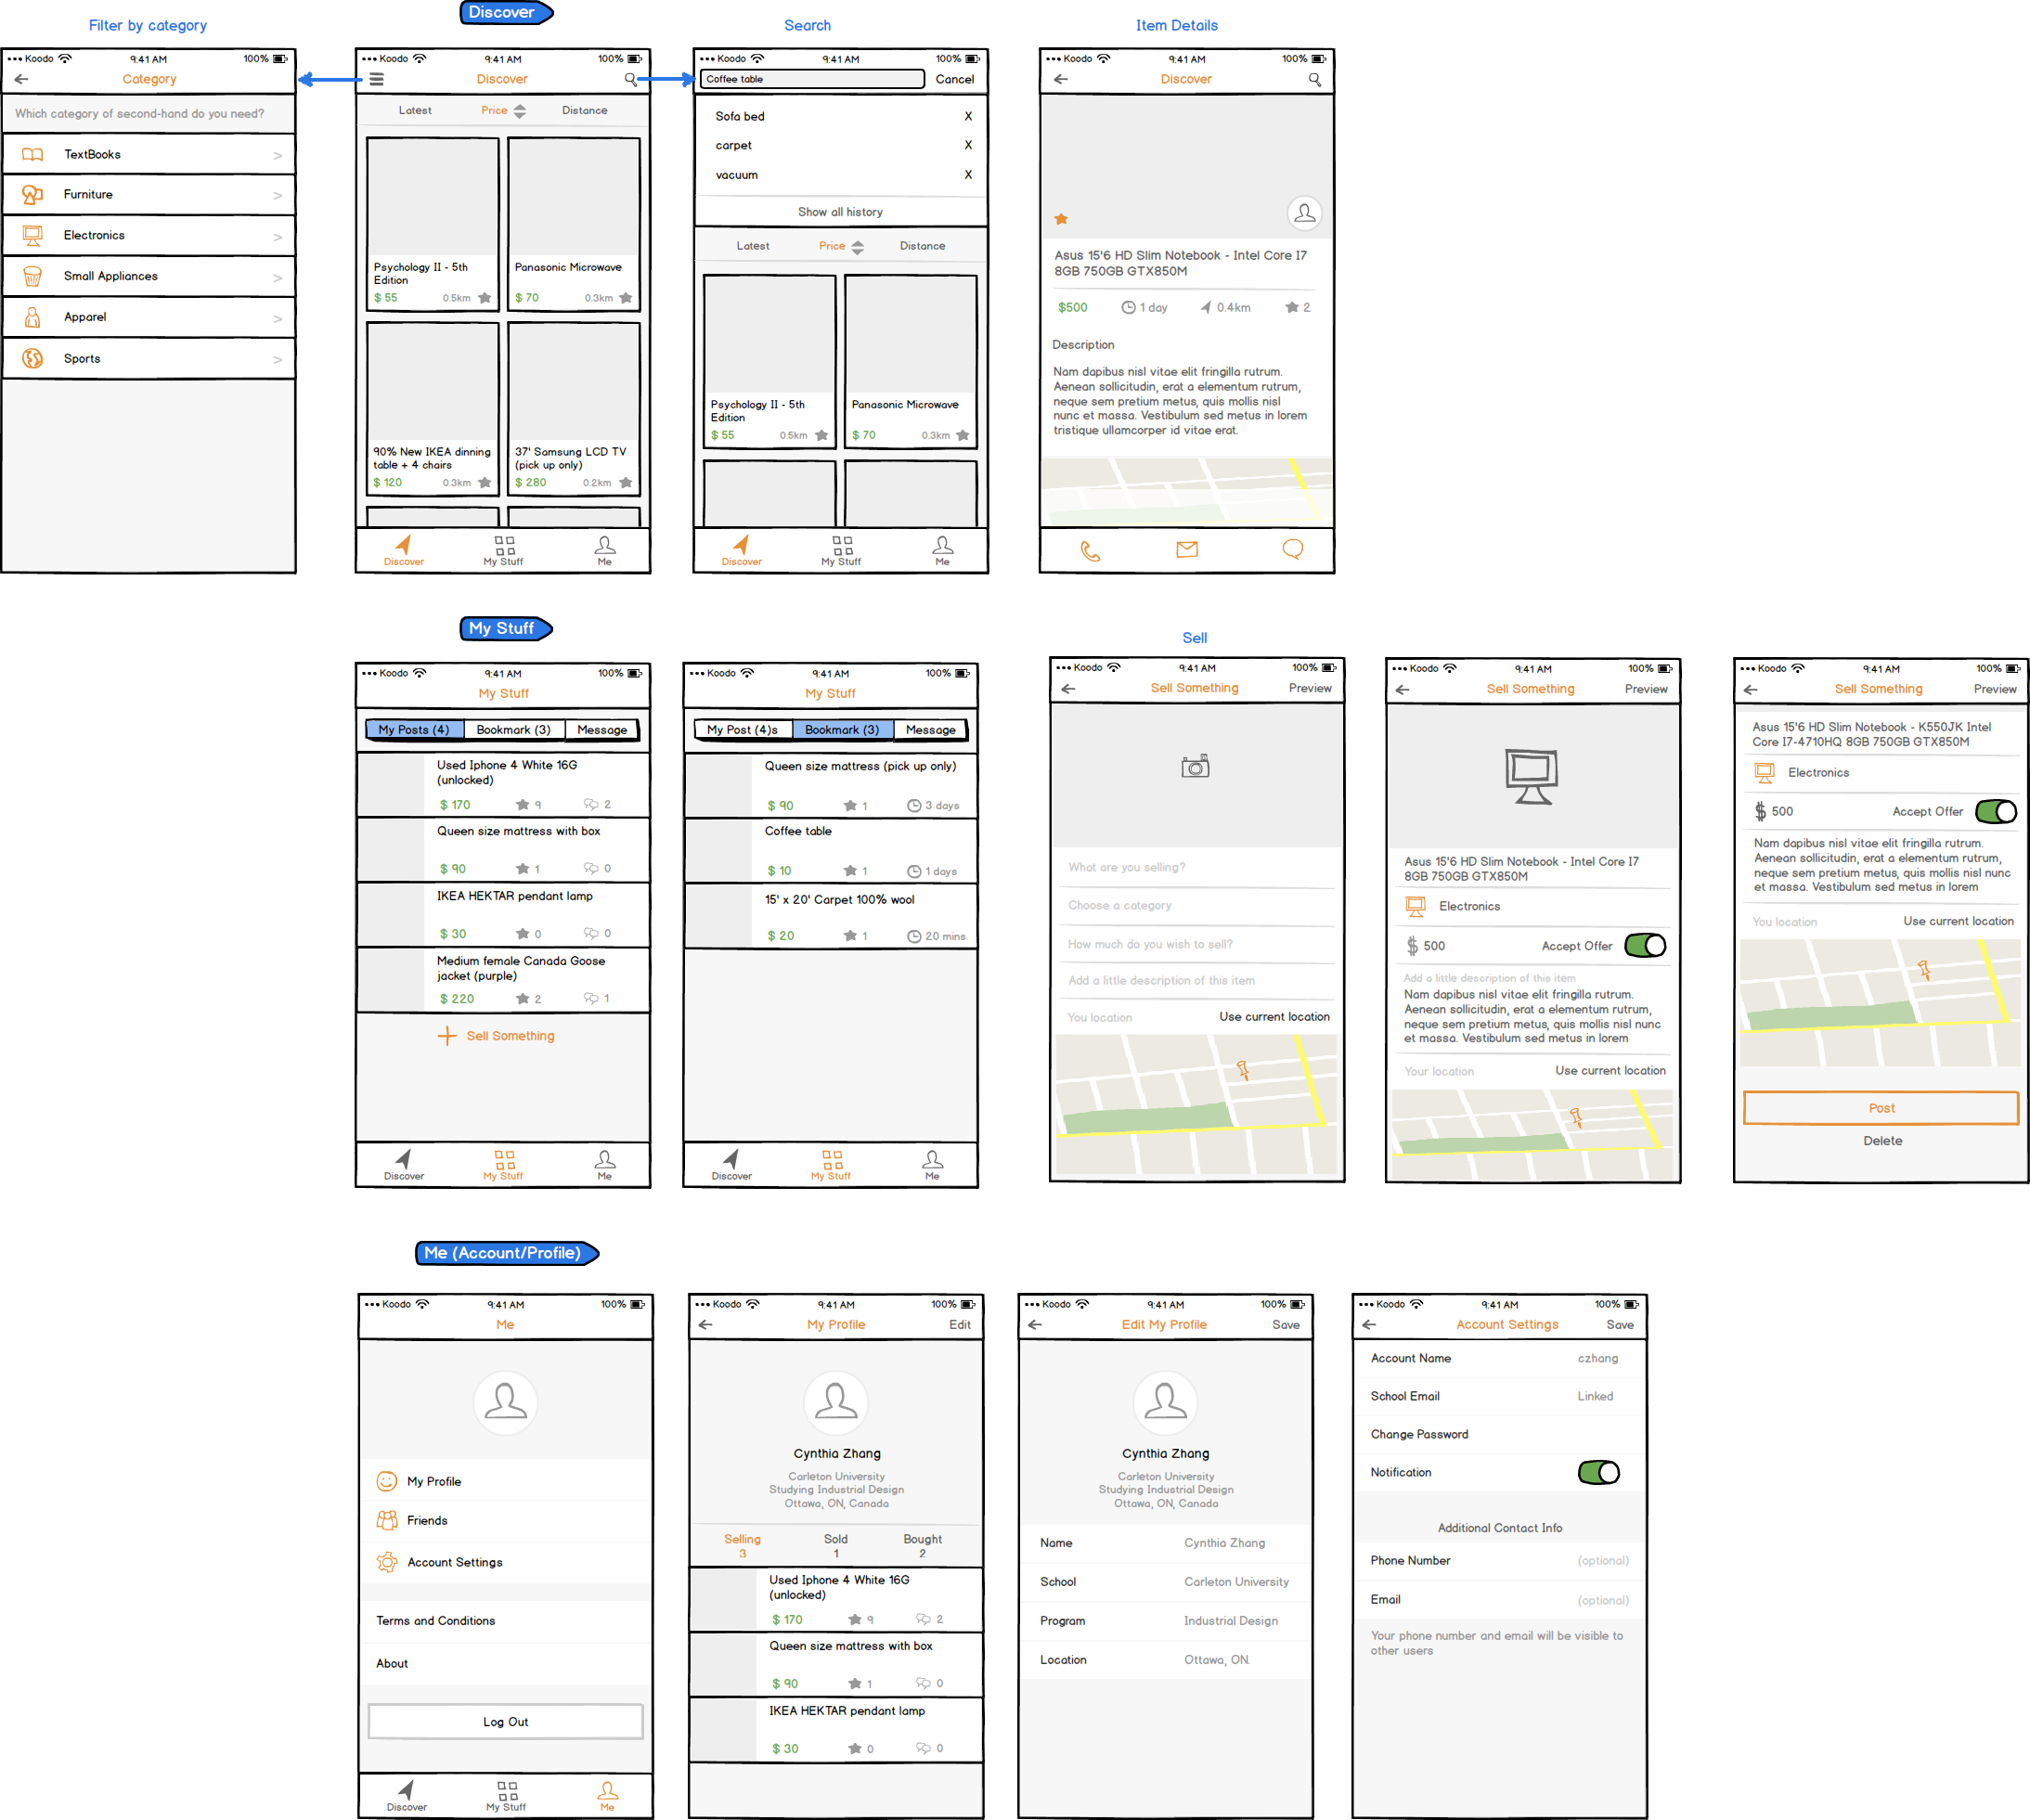 Discover
Filter by category
Koodo 9:41 AM 100%
Category
Which category of second-hand do you need?
TextBooks >
Furniture >
Electronics >
Small Appliances >
Apparel >
Sports >
Koodo 9:41 AM 100%
Discover
Latest Price Distance
Psychology II - 5th
Edition
$ 55 0.5km
Panasonic Microwave
$ 70 0.3km
90% New IKEA dinning
table + 4 chairs
$ 120 0.3km
37' Samsung LCD TV
(pick up only)
$ 280 0.2km
Discover My Stuff Me
Search
Koodo 9:41 AM 100%
Coffee table Cancel
Sofa bed X
carpet X
vacuum X
Show all history
Latest Price Distance
Psychology II - 5th
Edition
$ 55 0.5km
Panasonic Microwave
$ 70 0.3km
Discover My Stuff Me
Item Details
Koodo 9:41 AM 100%
Discover
Asus 15'6 HD Slim Notebook - Intel Core I7
8GB 750GB GTX850M
$500 1 day 0.4km 2
Description
Nam dapibus nisl vitae elit fringilla rutrum.
Aenean sollicitudin, erat a elementum rutrum,
neque sem pretium metus, quis mollis nisl
nunc et massa. Vestibulum sed metus in lorem
tristique ullamcorper id vitae erat.
My Stuff
Koodo 9:41 AM 100%
My Stuff
My Posts (4) Bookmark (3) Message
Used Iphone 4 White 16G
(unlocked)
$ 170 9 2
Queen size mattress with box
$ 90 1 0
IKEA HEKTAR pendant lamp
$ 30 0 0
Medium female Canada Goose
jacket (purple)
$ 220 2 1
Sell Something
Discover My Stuff Me
Koodo 9:41 AM 100%
My Stuff
My Post (4)s Bookmark (3) Message
Queen size mattress (pick up only)
$ 90 1 3 days
Coffee table
$ 10 1 1 days
15' x 20' Carpet 100% wool
$ 20 1 20 mins
Discover My Stuff Me
Sell
Koodo 9:41 AM 100%
Sell Something Preview
What are you selling?
Choose a category
How much do you wish to sell?
Add a little description of this item
You location Use current location
Koodo 9:41 AM 100%
Sell Something Preview
Asus 15'6 HD Slim Notebook - Intel Core I7
8GB 750GB GTX850M
Electronics
$ 500 Accept Offer
Add a little description of this item
Nam dapibus nisl vitae elit fringilla rutrum.
Aenean sollicitudin, erat a elementum rutrum,
neque sem pretium metus, quis mollis nunc
et massa. Vestibulum sed metus in lorem
Your location Use current location
Koodo 9:41 AM 100%
Sell Something Preview
Asus 15'6 HD Slim Notebook - K550JK Intel
Core I7-4710HQ 8GB 750GB GTX850M
Electronics
$ 500 Accept Offer
Nam dapibus nisl vitae elit fringilla rutrum.
Aenean sollicitudin, erat a elementum rutrum,
neque sem pretium metus, quis mollis nunc
et massa. Vestibulum sed metus in lorem
You location Use current location
Post
Delete
Me (Account/Profile)
Koodo 9:41 AM 100%
Me
My Profile
Friends
Account Settings
Terms and Conditions
About
Log Out
Discover My Stuff Me
Koodo 9:41 AM 100%
My Profile Edit
Cynthia Zhang
Carleton University
Studying Industrial Design
Ottawa, ON, Canada
Selling Sold Bought
3 1 2
Used Iphone 4 White 16G
(unlocked)
$ 170 9 2
Queen size mattress with box
$ 90 1 0
IKEA HEKTAR pendant lamp
$ 30 0 0
Koodo 9:41 AM 100%
Edit My Profile Save
Cynthia Zhang
Carleton University
Studying Industrial Design
Ottawa, ON, Canada
Name Cynthia Zhang
School Carleton University
Program Industrial Design
Location Ottawa, ON.
Koodo 9:41 AM 100%
Account Settings Save
Account Name czhang
School Email Linked
Change Password
Notification
Additional Contact Info
Phone Number (optional)
Email (optional)
Your phone number and email will be visible to
other users